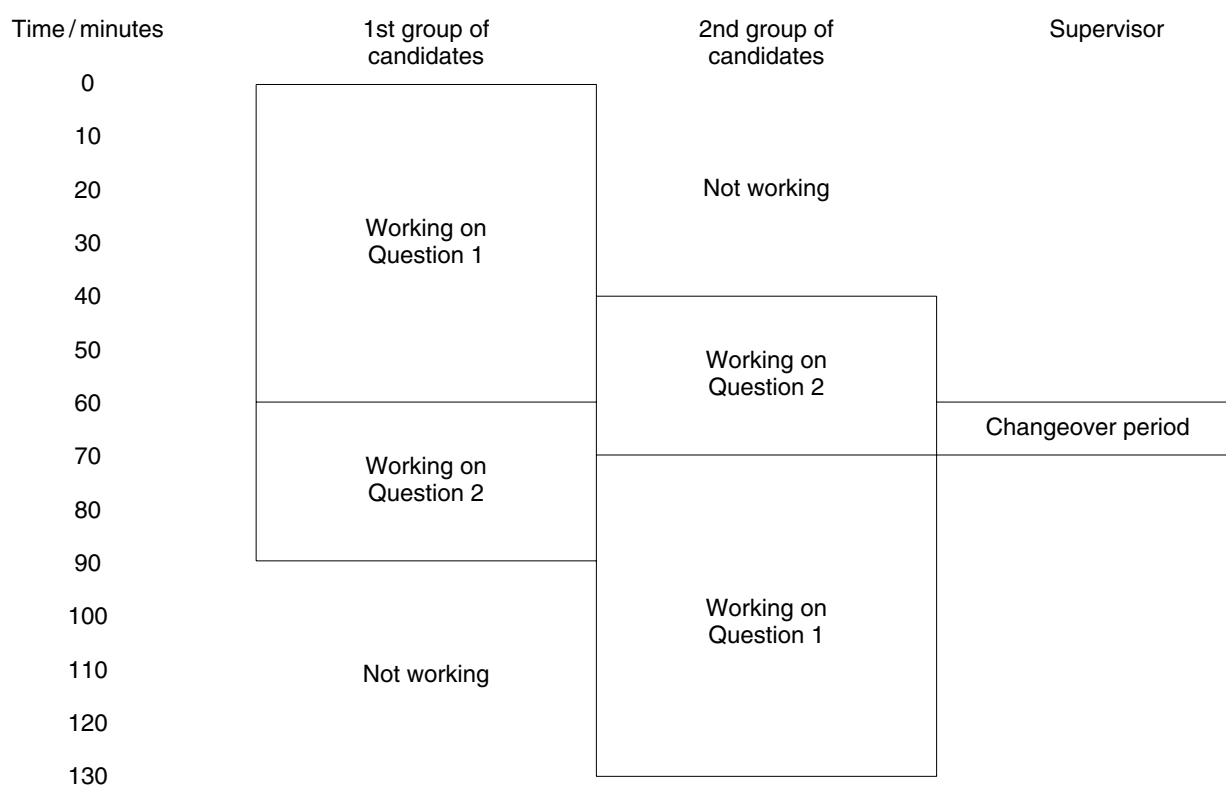 Time / minutes
1st group of
candidates
2nd group of
candidates
Supervisor
0
10
20
Not working
30
Working on
Question 1
40
50
Working on
Question 2
60
Changeover period
70
Working on
Question 2
80
90
100
Working on
Question 1
110
Not working
120
130